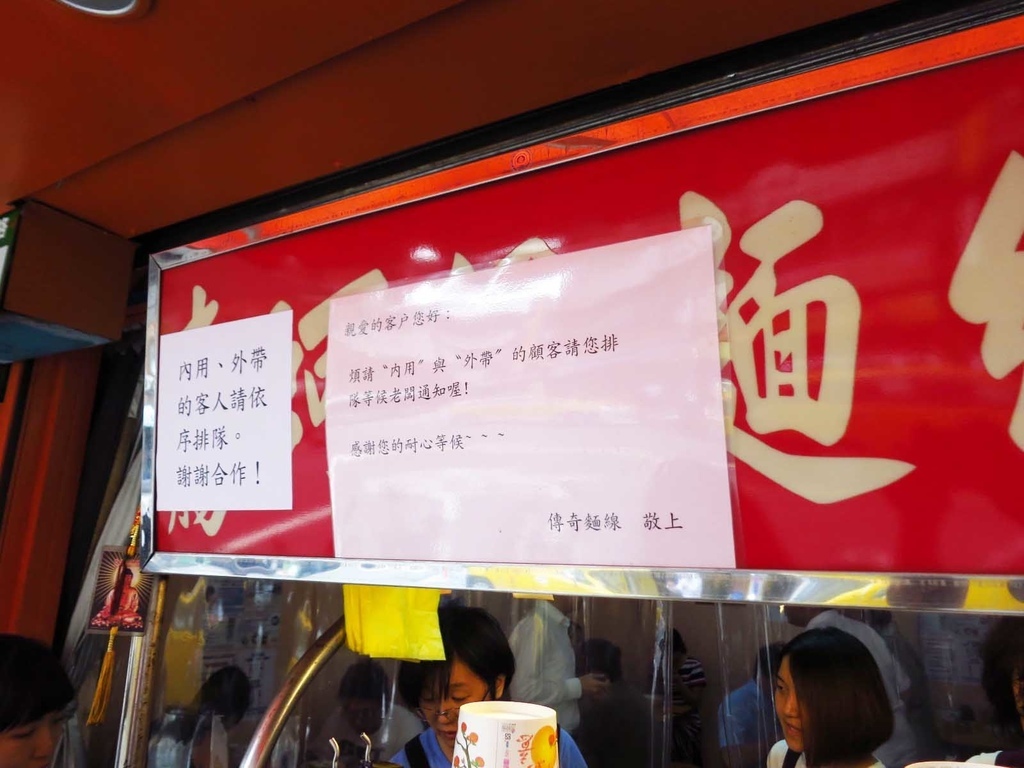 內用、外帶
的客人請依
序排隊。
謝謝合作！
親愛的客户您好：
煩請〝內用〞與〝外帶〞的顧客請您排
隊等候老闆通知喔！
感謝您的耐心等候~ ~ ~
傳奇麵線　敬上
麵